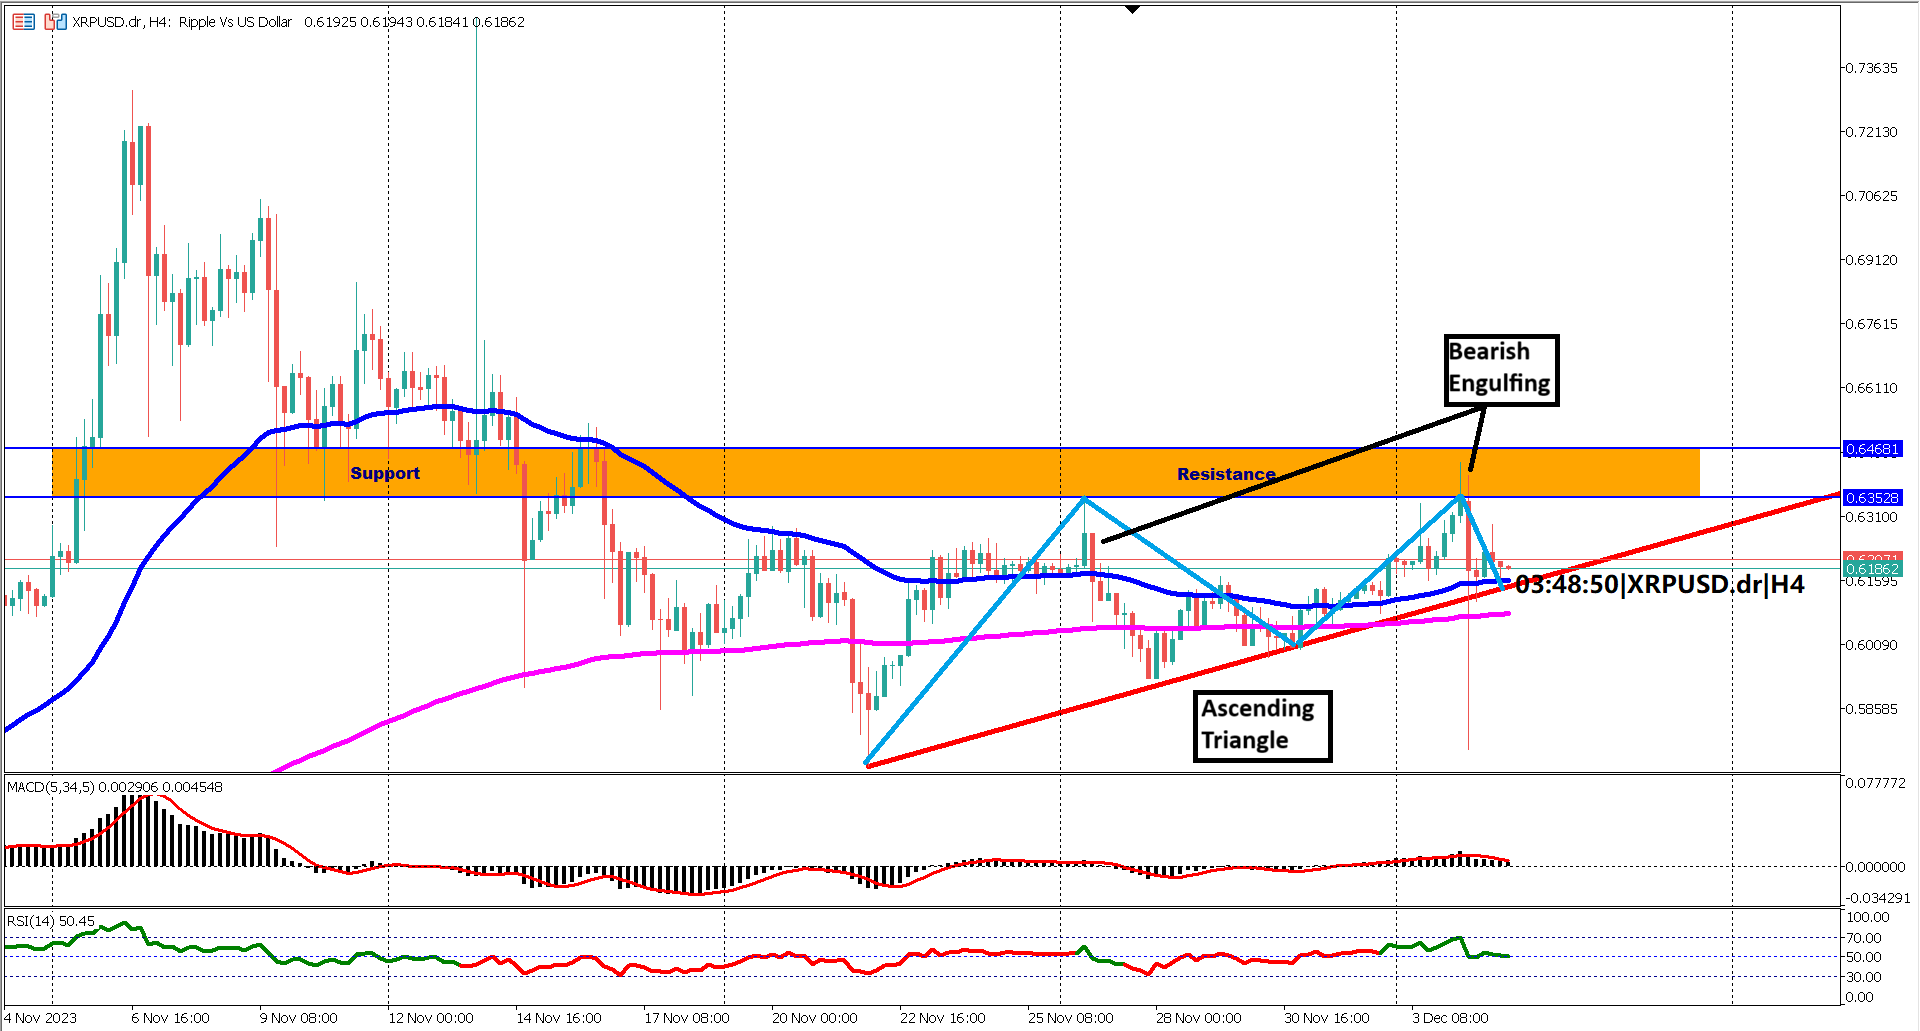 XRPUSD.dr, H4: Ripple Vs US Dollar 0.61925 0.61943 0.61841 0.61862
0.73635
0.72130
0.70625
0.69120
0.67615
Bearish
Engulfing
0.66110
0.64681
Support
Resistance
0.63528
0.63100
0.61862
0.61595
03:48:50|XRPUSD.dr|H4
0.60090
Ascending
Triangle
0.58585
MACD(5,34,5) 0.002906 0.004548
0.077772
0.000000
-0.034291
RSI(14) 50.45
100.00
70.00
50.00
30.00
0.00
4 Nov 2023
6 Nov 16:00
9 Nov 08:00
12 Nov 00:00
14 Nov 16:00
17 Nov 08:00
20 Nov 00:00
22 Nov 16:00
25 Nov 08:00
28 Nov 00:00
30 Nov 16:00
3 Dec 08:00